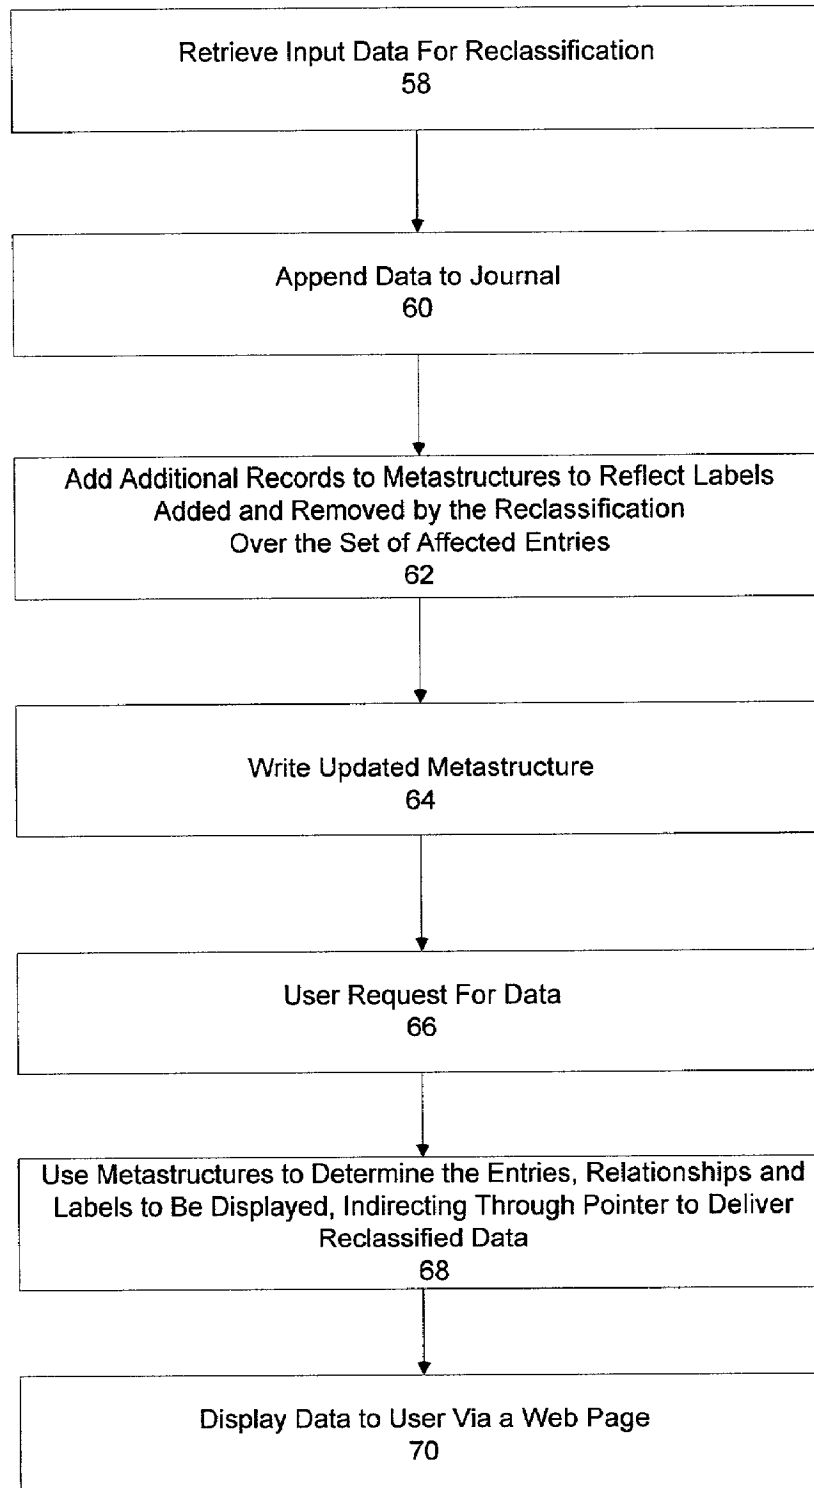 Retrieve Input Data For Reclassification
58
Append Data to Journal
60
Add Additional Records to Metastructures to Reflect Labels
Added and Removed by the Reclassification
Over the Set of Affected Entries
62
Write Updated Metastructure
64
User Request For Data
66
Use Metastructures to Determine the Entries, Relationships and
Labels to Be Displayed, Indirecting Through Pointer to Deliver
Reclassified Data
68
Display Data to User Via a Web Page
70